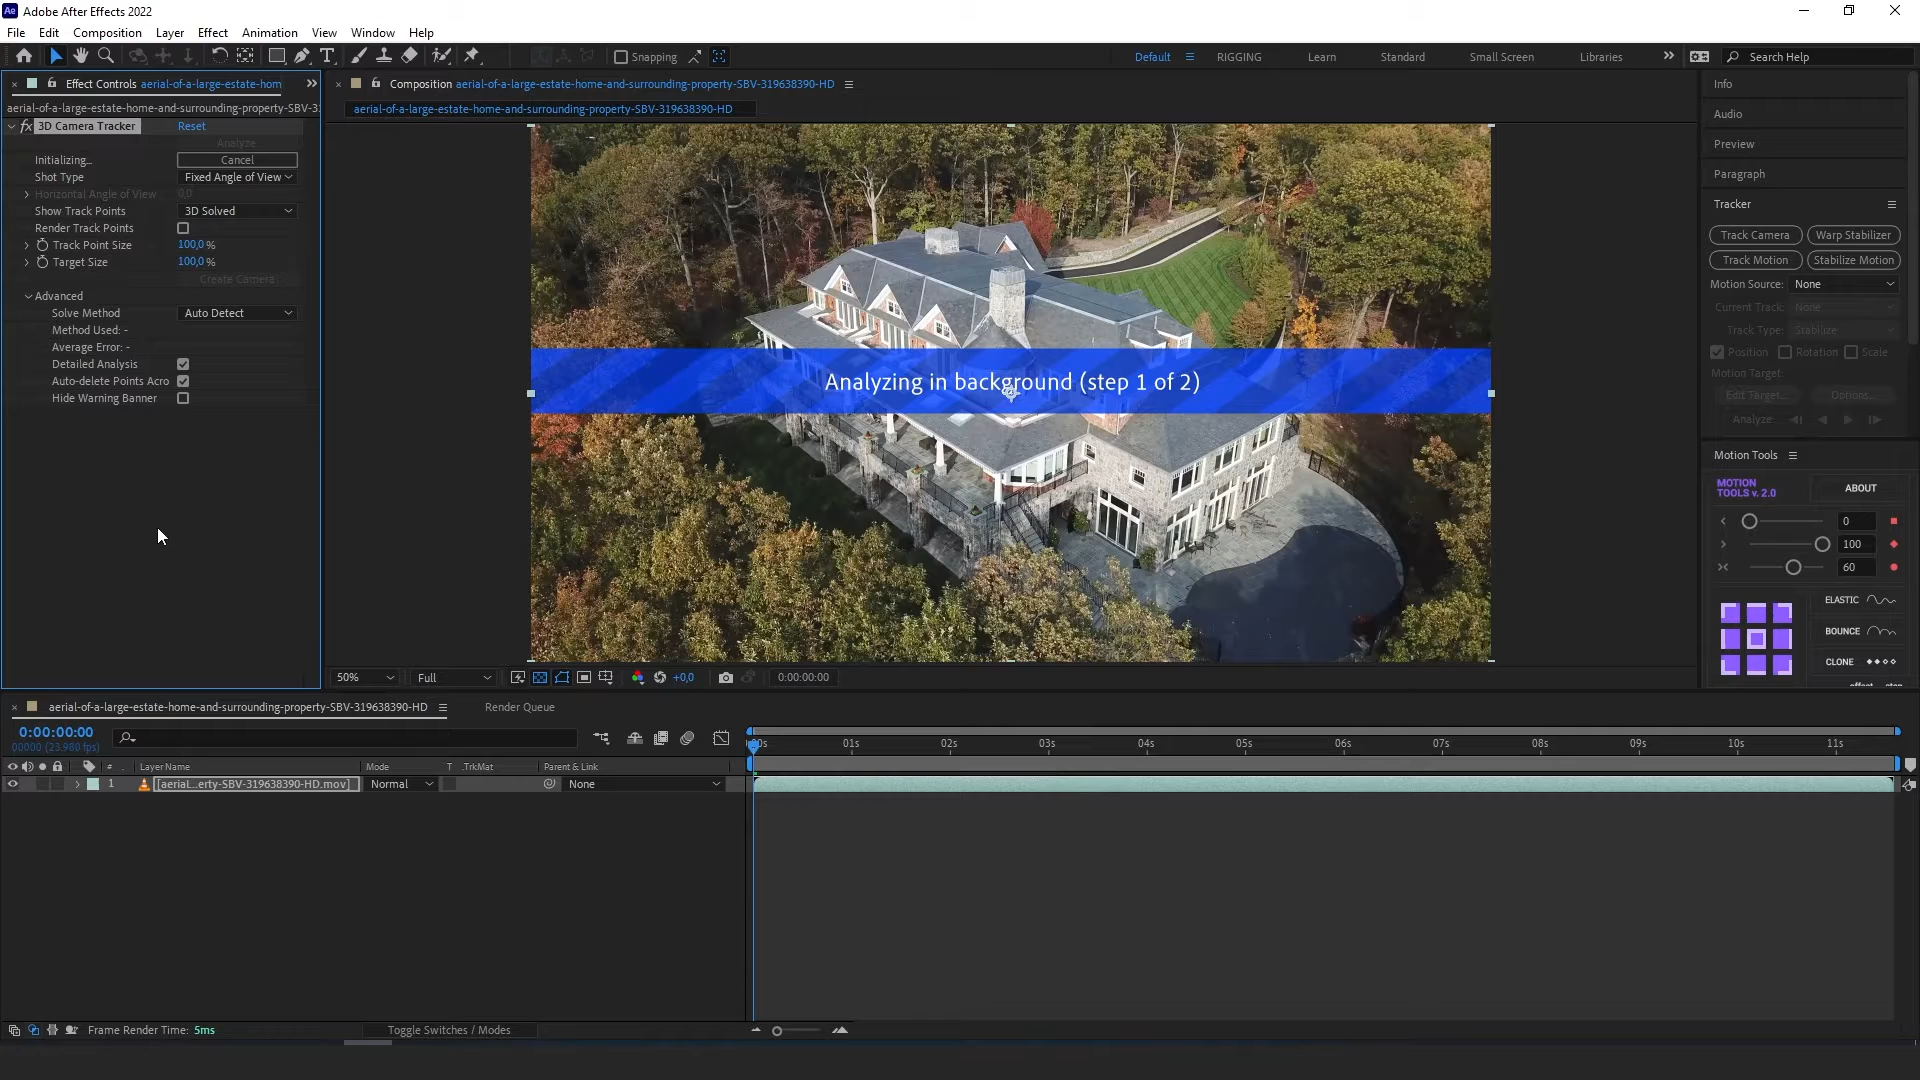 Ae Adobe After Effects 2022
File Edit Composition Layer Effect Animation View Window Help
Snapping
Default RIGGING Learn Standard Small Screen Libraries Search Help
Effect Controls aerial-of-a-large-estate-hom
aerial-of-a-large-estate-home-and-surrounding-property-SBV-3
fx 3D Camera Tracker Reset
Analyze
Initializing... Cancel
Shot Type Fixed Angle of View
Horizontal Angle of View 0,0
Show Track Points 3D Solved
Render Track Points
Track Point Size 100,0 %
Target Size 100,0 %
Create Camera
Advanced
Solve Method Auto Detect
Method Used: -
Average Error: -
Detailed Analysis
Auto-delete Points Acro
Hide Warning Banner
Composition aerial-of-a-large-estate-home-and-surrounding-property-SBV-319638390-HD
aerial-of-a-large-estate-home-and-surrounding-property-SBV-319638390-HD
Analyzing in background (step 1 of 2)
50% Full +0,0 0:00:00:00
Info
Audio
Preview
Paragraph
Tracker
Track Camera Warp Stabilizer
Track Motion Stabilize Motion
Motion Source: None
Current Track: None
Track Type: Stabilize
Position Rotation Scale
Motion Target:
Edit Target... Options...
Analyze:
Motion Tools
MOTION TOOLS v. 2.0 ABOUT
0
100
60
ELASTIC
BOUNCE
CLONE
aerial-of-a-large-estate-home-and-surrounding-property-SBV-319638390-HD Render Queue
0:00:00:00
00000 (23.980 fps)
01s 02s 03s 04s 05s 06s 07s 08s 09s 10s 11s
# Layer Name Mode T .TrkMat Parent & Link
1 [aerial...erty-SBV-319638390-HD.mov] Normal None
Frame Render Time: 5ms Toggle Switches / Modes